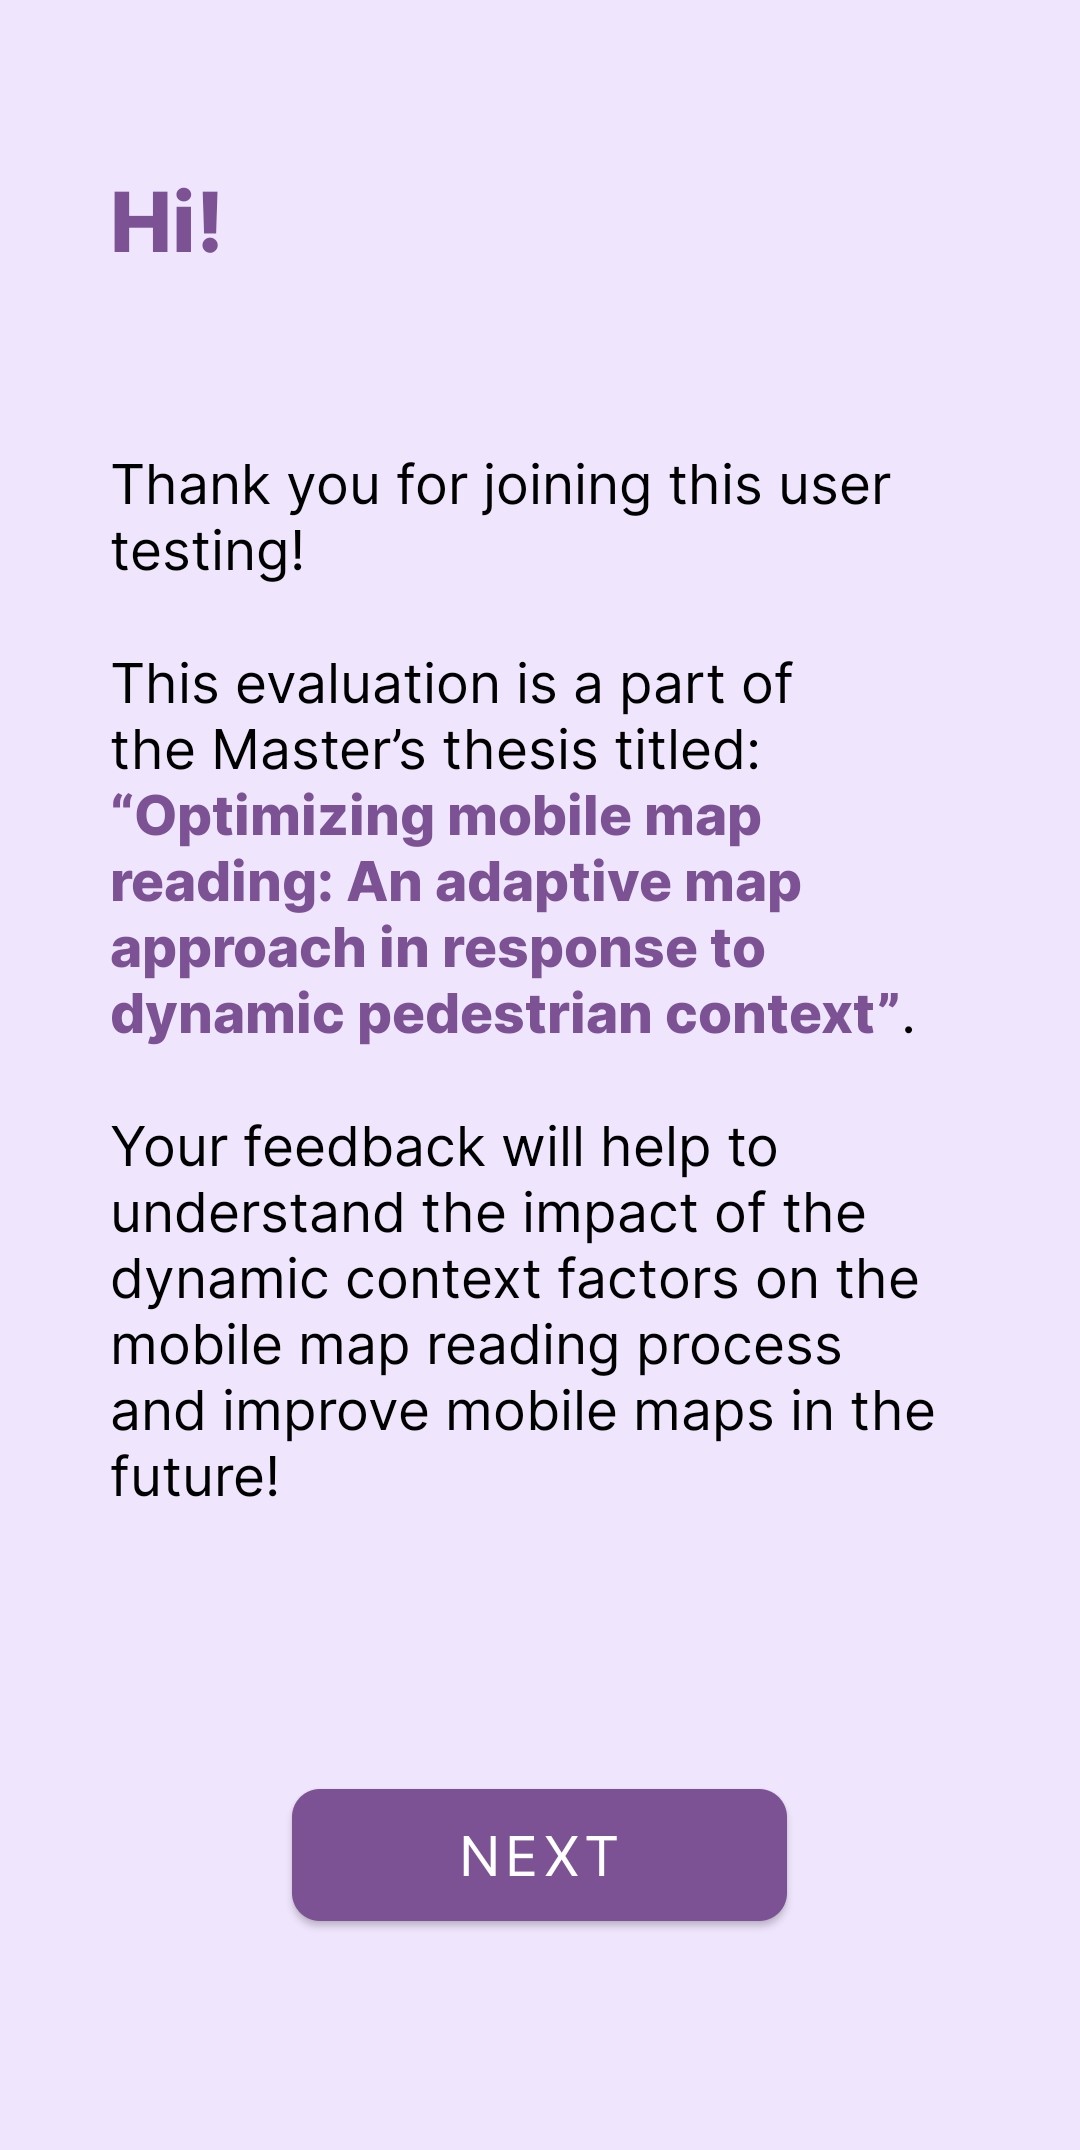 Hi!
Thank you for joining this user
testing!
This evaluation is a part of
the Master’s thesis titled:
“Optimizing mobile map
reading: An adaptive map
approach in response to
dynamic pedestrian context”.
Your feedback will help to
understand the impact of the
dynamic context factors on the
mobile map reading process
and improve mobile maps in the
future!
NEXT